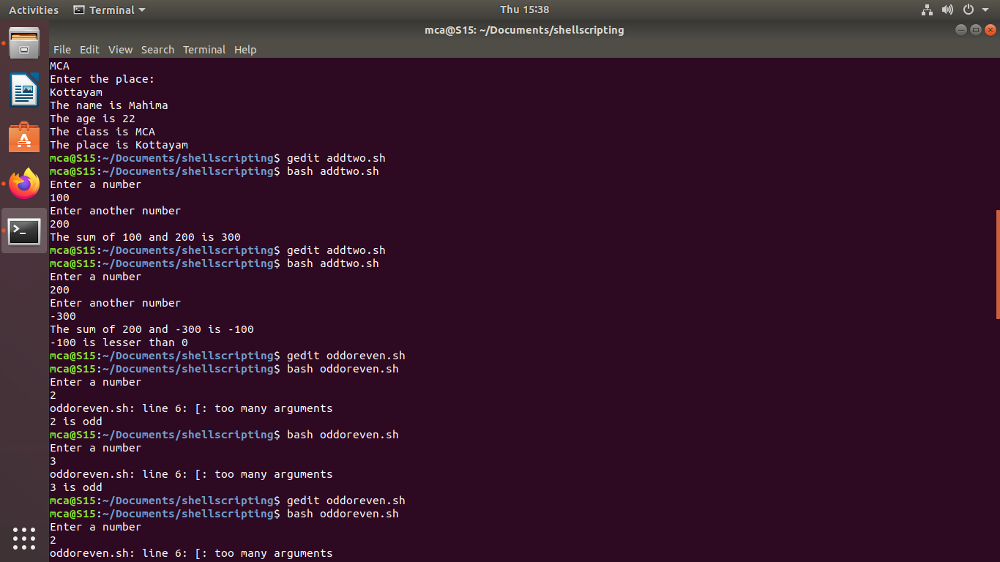 Activities
Terminal
Thu 15:38
mca@S15: ~/Documents/shellscripting
File Edit View Search Terminal Help
MCA
Enter the place:
Kottayam
The name is Mahima
The age is 22
The class is MCA
The place is Kottayam
mca@S15:~/Documents/shellscripting$ gedit addtwo.sh
mca@S15:~/Documents/shellscripting$ bash addtwo.sh
Enter a number
100
Enter another number
200
The sum of 100 and 200 is 300
mca@S15:~/Documents/shellscripting$ gedit addtwo.sh
mca@S15:~/Documents/shellscripting$ bash addtwo.sh
Enter a number
200
Enter another number
-300
The sum of 200 and -300 is -100
-100 is lesser than 0
mca@S15:~/Documents/shellscripting$ gedit oddoreven.sh
mca@S15:~/Documents/shellscripting$ bash oddoreven.sh
Enter a number
2
oddoreven.sh: line 6: [: too many arguments
2 is odd
mca@S15:~/Documents/shellscripting$ bash oddoreven.sh
Enter a number
3
oddoreven.sh: line 6: [: too many arguments
3 is odd
mca@S15:~/Documents/shellscripting$ gedit oddoreven.sh
mca@S15:~/Documents/shellscripting$ bash oddoreven.sh
Enter a number
2
oddoreven.sh: line 6: [: too many arguments